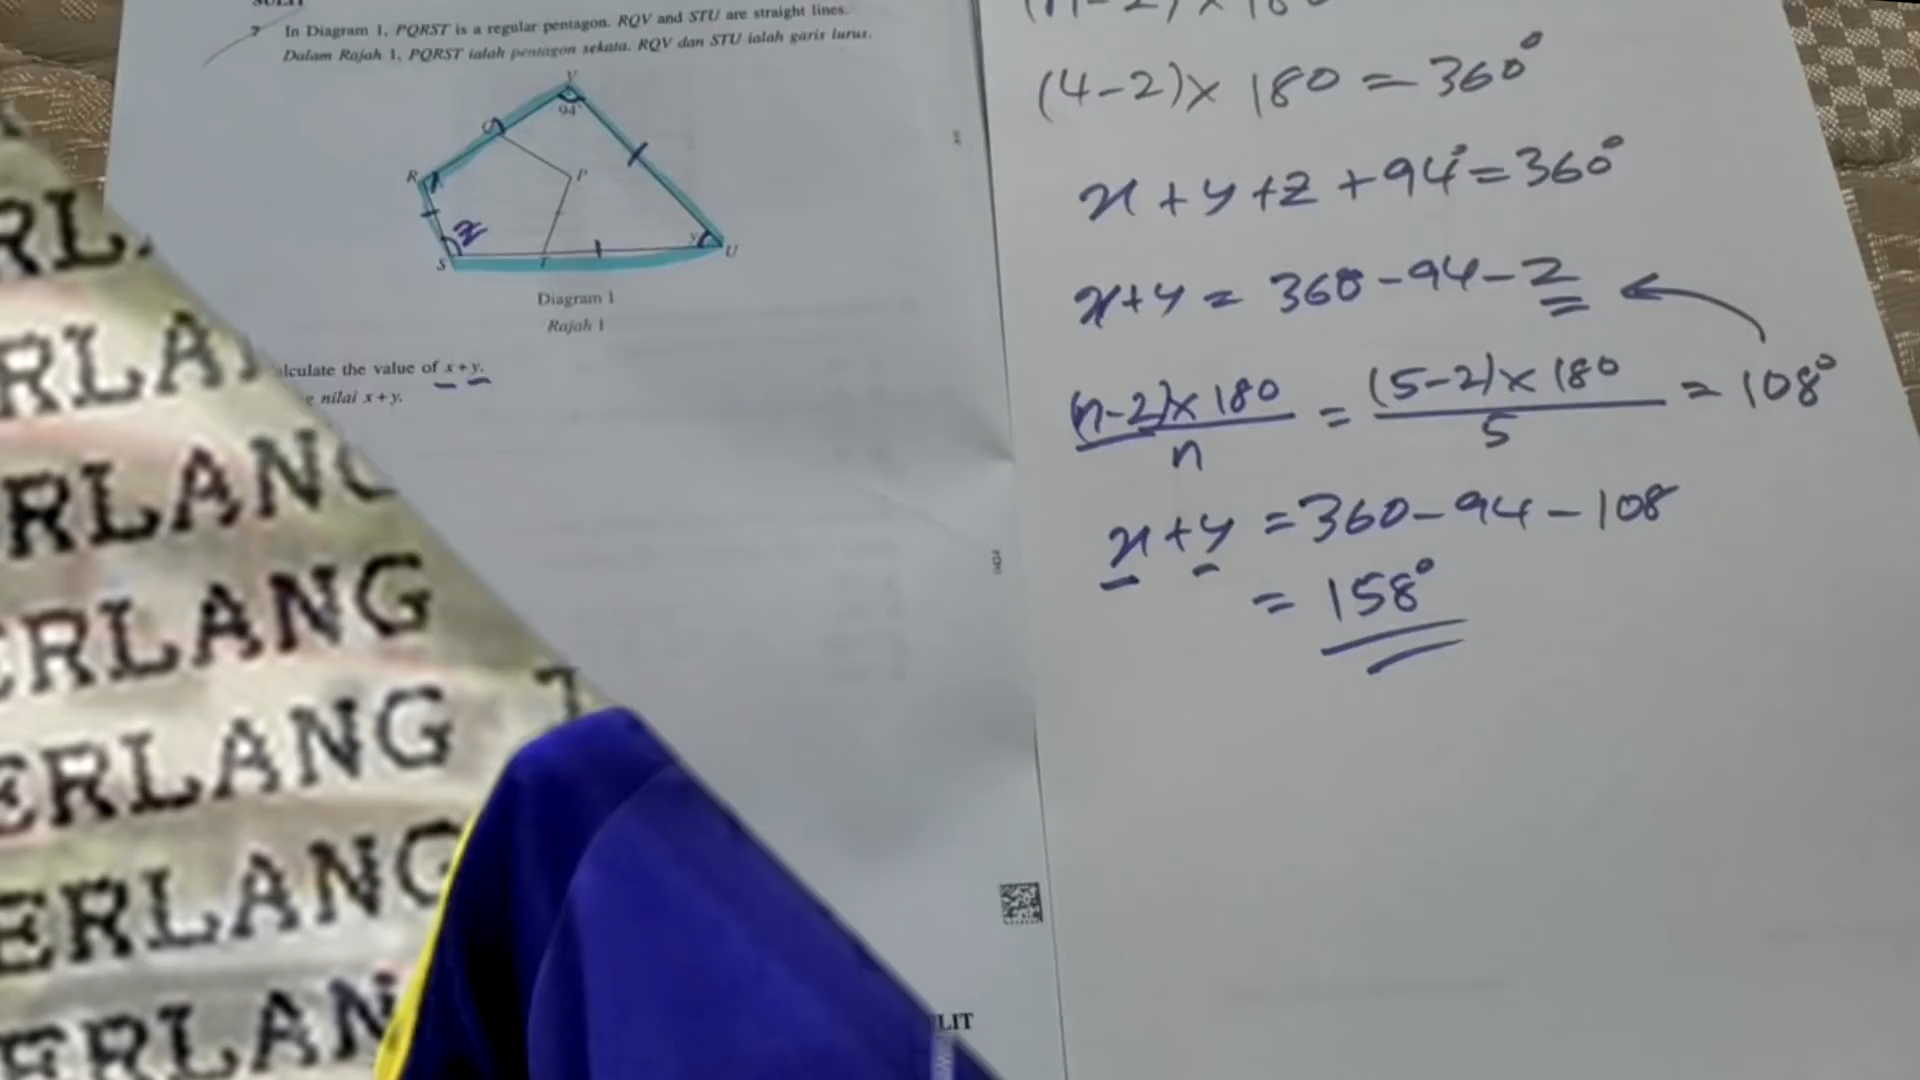 7 In Diagram 1, PQRST is a regular pentagon. RQV and STU are straight lines.
Dalam Rajah 1, PQRST ialah pentagon sekata. RQV dan STU ialah garis lurus.
V
94°
Q
R
P
z
S
T
y
U
Diagram 1
Rajah 1
lculate the value of x + y.
nilai x + y.
LIT
(4-2) × 180 = 360°
x + y + z + 94° = 360°
x + y = 360 - 94 - z
(n-2) × 180 / n = (5-2) × 180 / 5 = 108°
x + y = 360 - 94 - 108
= 158°
RL
RLA
RLANG
ERLANG
ERLANG
ERLANG
ERLAN